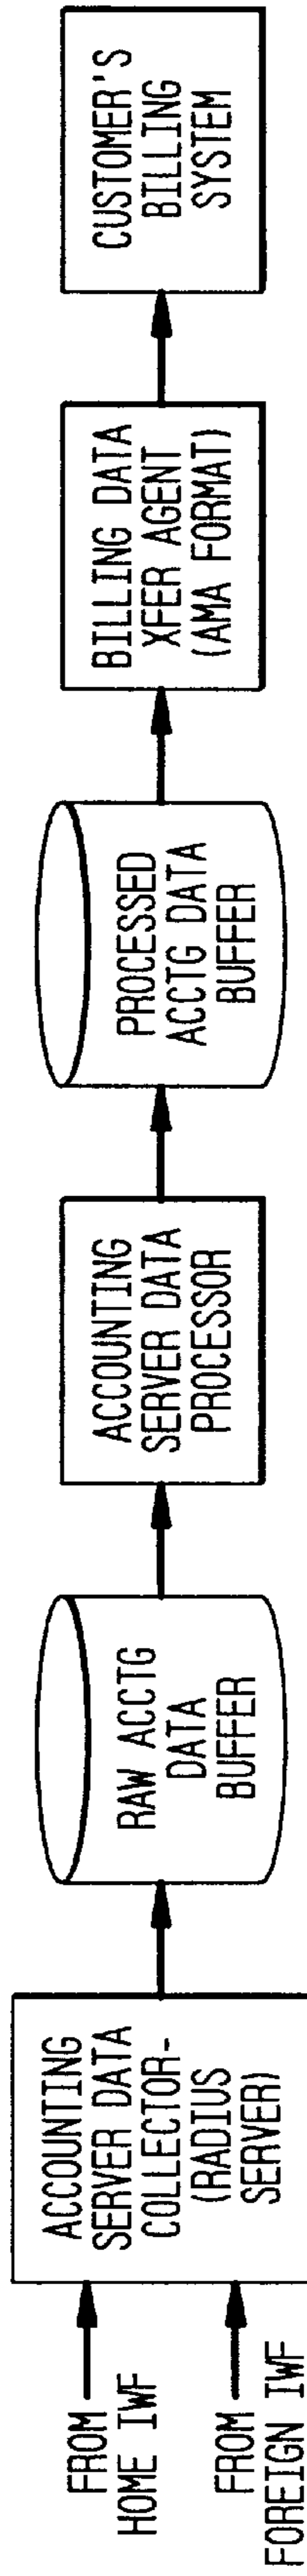 FROM
HOME IWF
FROM
FOREIGN IWF
ACCOUNTING
SERVER DATA
COLLECTOR-
(RADIUS
SERVER)
RAW ACCTG
DATA
BUFFER
ACCOUNTING
SERVER DATA
PROCESSOR
PROCESSED
ACCTG DATA
BUFFER
BILLING DATA
XFER AGENT
(AMA FORMAT)
CUSTOMER'S
BILLING
SYSTEM